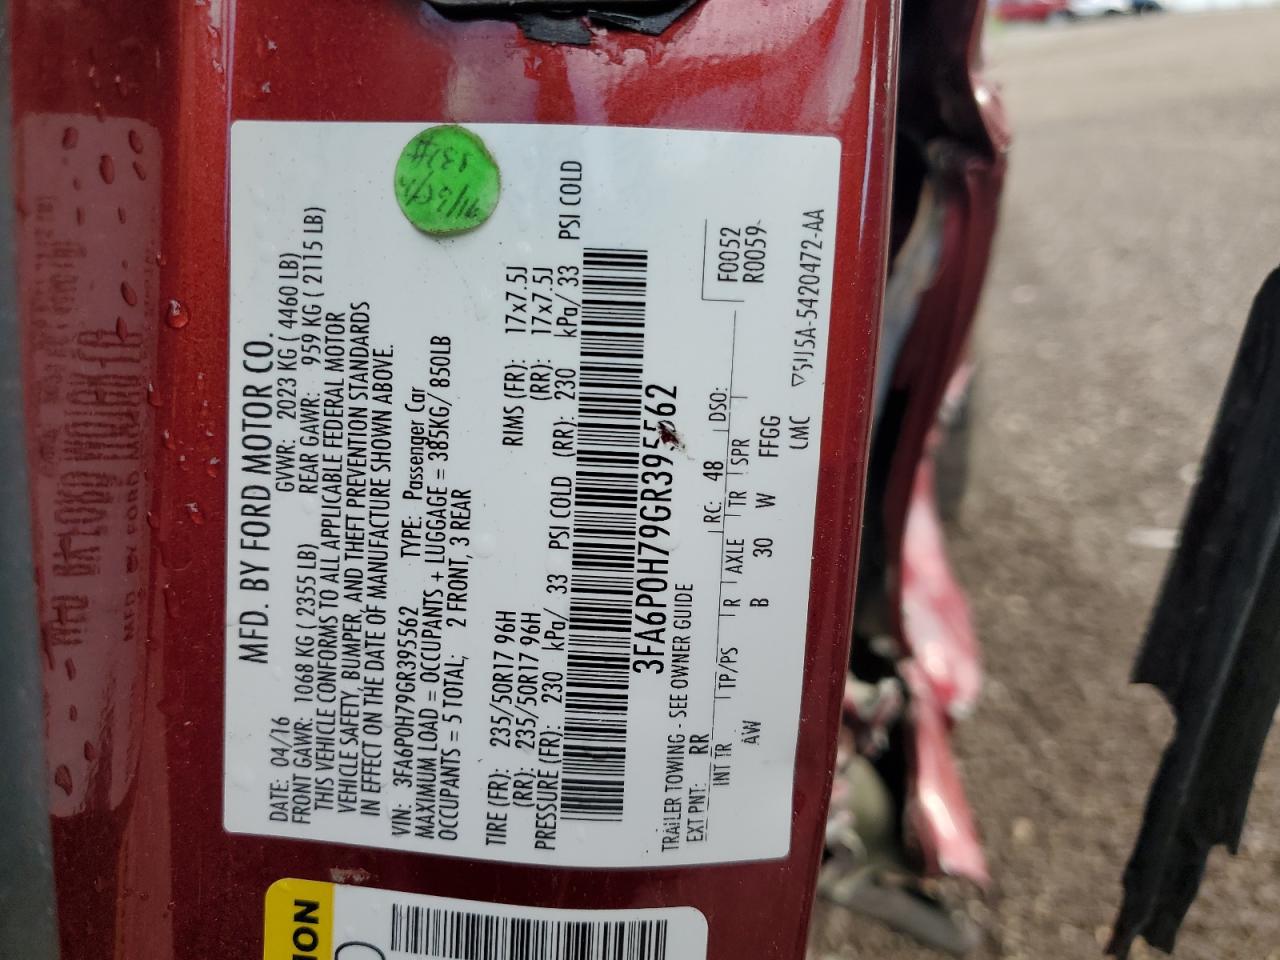 MFD. BY FORD MOTOR CO.
DATE: 04/16 GVWR: 2023 KG ( 4460 LB)
FRONT GAWR: 1068 KG ( 2355 LB) REAR GAWR: 959 KG ( 2115 LB)
THIS VEHICLE CONFORMS TO ALL APPLICABLE FEDERAL MOTOR
VEHICLE SAFETY, BUMPER, AND THEFT PREVENTION STANDARDS
IN EFFECT ON THE DATE OF MANUFACTURE SHOWN ABOVE.
VIN: 3FA6P0H79GR395562 TYPE: Passenger Car
MAXIMUM LOAD = OCCUPANTS + LUGGAGE = 385KG/ 850LB
OCCUPANTS = 5 TOTAL, 2 FRONT, 3 REAR
TIRE (FR): 235/50R17 96H RIMS (FR): 17x7.5J
(RR): 235/50R17 96H (RR): 17x7.5J
PRESSURE (FR): 230 kPa/ 33 PSI COLD (RR): 230 kPa/ 33 PSI COLD
3FA6P0H79GR395562
TRAILER TOWING - SEE OWNER GUIDE
EXT PNT: RR RC: 48 DSO: F0052
R0059
INT TR TP/PS R AXLE TR SPR
AW B 30 W FFGG
LMC
5U5A-5420472-AA
ION